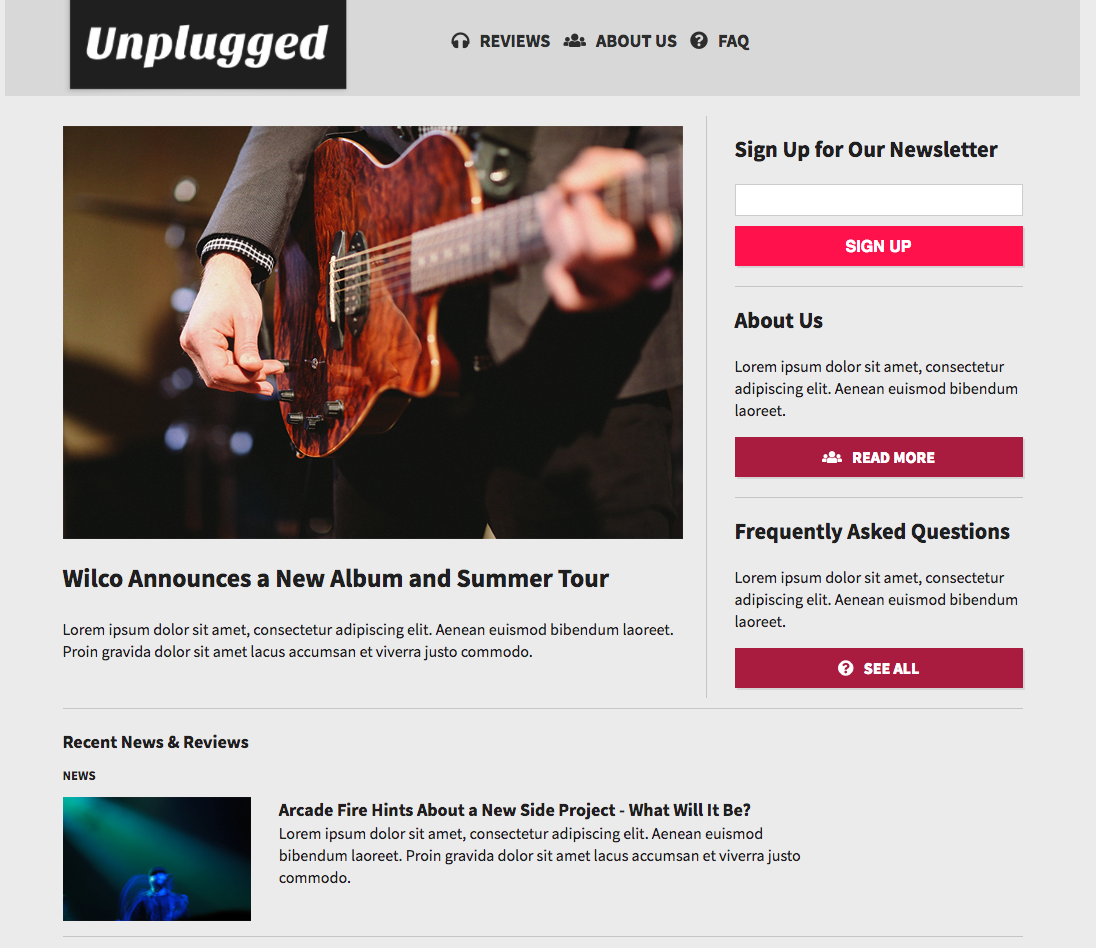 Unplugged
REVIEWS ABOUT US FAQ
Wilco Announces a New Album and Summer Tour
Lorem ipsum dolor sit amet, consectetur adipiscing elit. Aenean euismod bibendum laoreet.
Proin gravida dolor sit amet lacus accumsan et viverra justo commodo.
Sign Up for Our Newsletter
SIGN UP
About Us
Lorem ipsum dolor sit amet, consectetur
adipiscing elit. Aenean euismod bibendum
laoreet.
READ MORE
Frequently Asked Questions
Lorem ipsum dolor sit amet, consectetur
adipiscing elit. Aenean euismod bibendum
laoreet.
SEE ALL
Recent News & Reviews
NEWS
Arcade Fire Hints About a New Side Project - What Will It Be?
Lorem ipsum dolor sit amet, consectetur adipiscing elit. Aenean euismod
bibendum laoreet. Proin gravida dolor sit amet lacus accumsan et viverra justo
commodo.